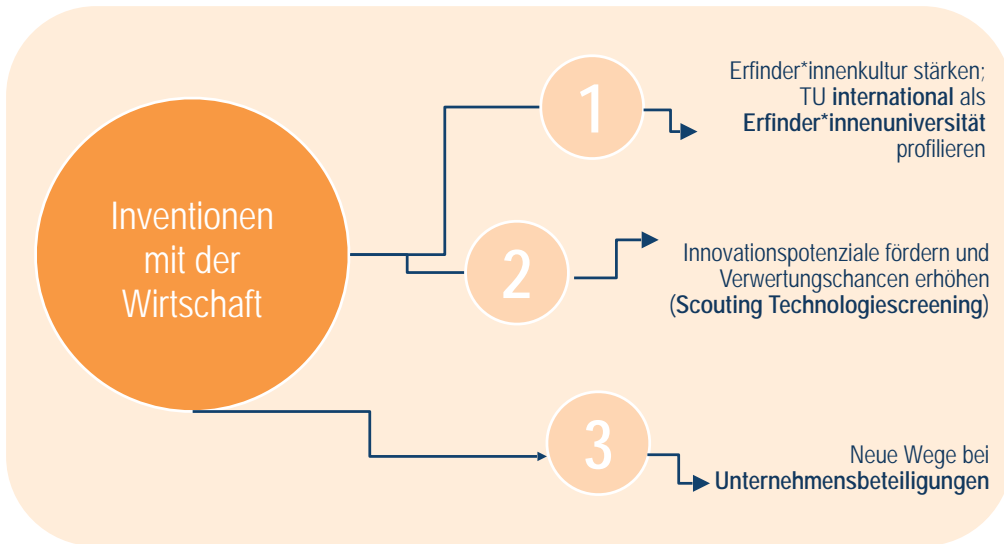 Inventionen
mit der
Wirtschaft
1
Erfinder*innenkultur stärken;
TU international als
Erfinder*innenuniversität
profilieren
2
Innovationspotenziale fördern und
Verwertungschancen erhöhen
(Scouting Technologiescreening)
3
Neue Wege bei
Unternehmensbeteiligungen